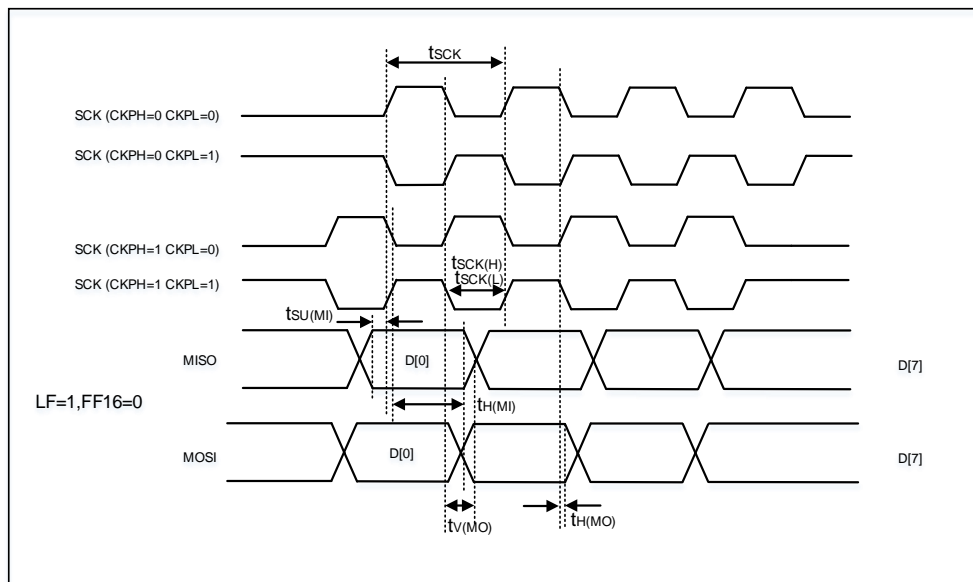 tSCK
SCK (CKPH=0 CKPL=0)
SCK (CKPH=0 CKPL=1)
SCK (CKPH=1 CKPL=0)
tSCK(H)
tSCK(L)
SCK (CKPH=1 CKPL=1)
tSU(MI)
MISO
D[0]
D[7]
LF=1,FF16=0
tH(MI)
MOSI
D[0]
D[7]
tV(MO)
tH(MO)